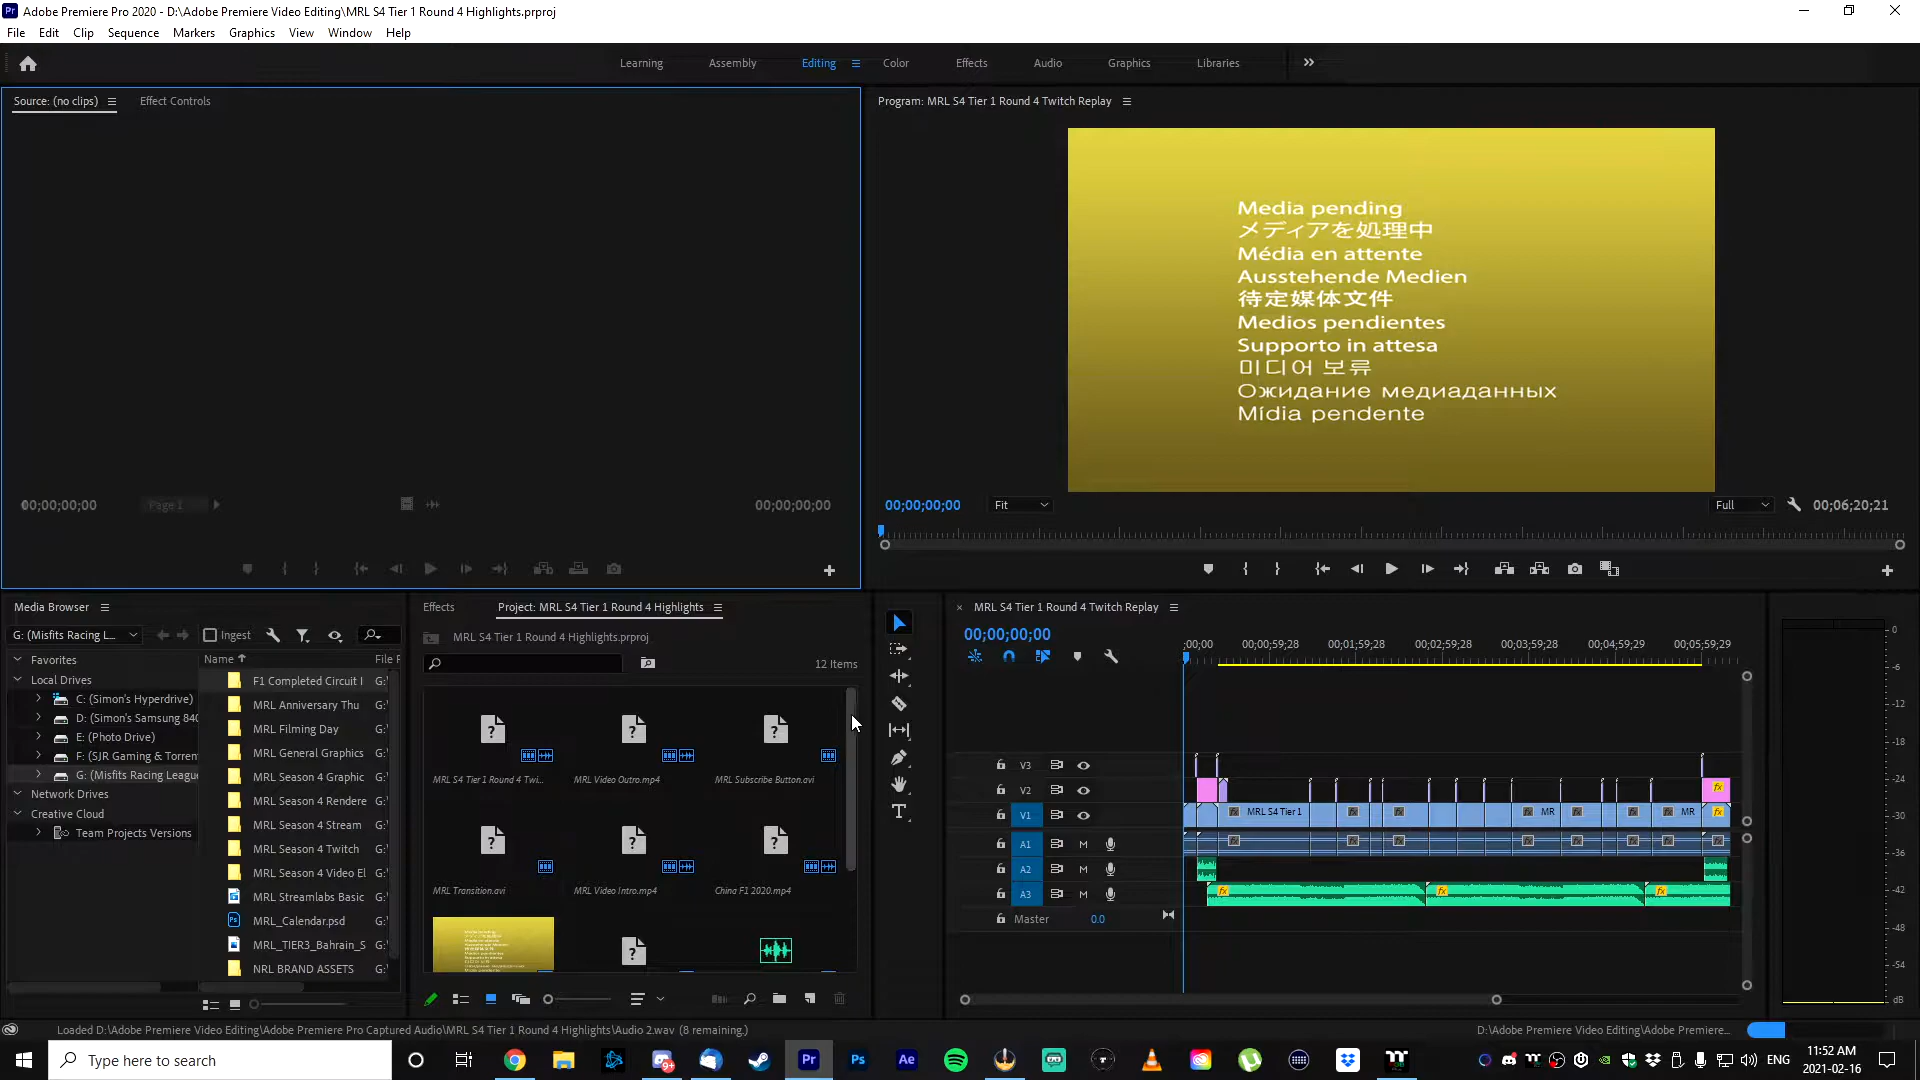 Adobe Premiere Pro 2020 - D:\Adobe Premiere Video Editing\MRL S4 Tier 1 Round 4 Highlights.prproj
File Edit Clip Sequence Markers Graphics View Window Help
Learning Assembly Editing Color Effects Audio Graphics Libraries
Source: (no clips) Effect Controls
Program: MRL S4 Tier 1 Round 4 Twitch Replay
Media pending
メディアを処理中
Média en attente
Ausstehende Medien
待定媒体文件
Medios pendientes
Supporto in attesa
미디어 보류
Ожидание медиаданных
Mídia pendente
00;00;00;00 Page 1 00;00;00;00
00;00;00;00 Fit Full 00;06;20;21
Media Browser
G: (Misfits Racing L... Ingest
Favorites
Local Drives
C: (Simon's Hyperdrive)
D: (Simon's Samsung 840
E: (Photo Drive)
F: (SJR Gaming & Torren
G: (Misfits Racing League
Network Drives
Creative Cloud
Team Projects Versions
Name File P
F1 Completed Circuit I G:\
MRL Anniversary Thu G:\
MRL Filming Day G:\
MRL General Graphics G:\
MRL Season 4 Graphic G:\
MRL Season 4 Rendere G:\
MRL Season 4 Stream G:\
MRL Season 4 Twitch G:\
MRL Season 4 Video El G:\
MRL Streamlabs Basic G:\
MRL_Calendar.psd G:\
MRL_TIER3_Bahrain_S G:\
NRL BRAND ASSETS G:\
Effects Project: MRL S4 Tier 1 Round 4 Highlights
MRL S4 Tier 1 Round 4 Highlights.prproj
12 Items
MRL S4 Tier 1 Round 4 Twi... MRL Video Outro.mp4 MRL Subscribe Button.avi
MRL Transition.avi MRL Video Intro.mp4 China F1 2020.mp4
MRL S4 Tier 1 Round 4 Twitch Replay
00;00;00;00
;00;00 00;00;59;28 00;01;59;28 00;02;59;28 00;03;59;28 00;04;59;29 00;05;59;29
V3
V2
V1 MRL S4 Tier 1 MR MR
A1 M
A2 M
A3 M
Master 0.0
0
-6
-12
-18
-24
-30
-36
-42
-48
-54
dB
Loaded D:\Adobe Premiere Video Editing\Adobe Premiere Pro Captured Audio\MRL S4 Tier 1 Round 4 Highlights\Audio 2.wav (8 remaining.)
D:\Adobe Premiere Video Editing\Adobe Premiere...
Type here to search
ENG
11:52 AM
2021-02-16